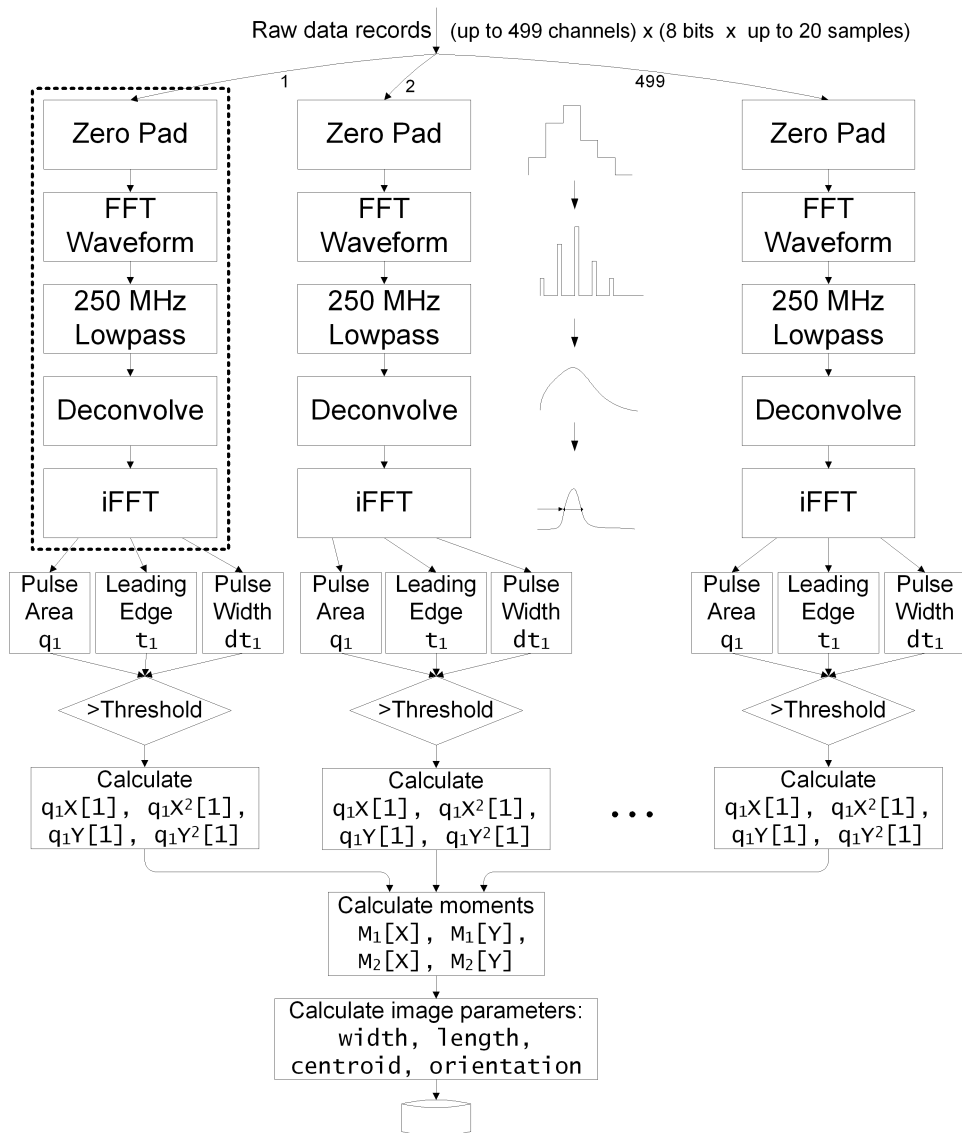 Raw data records (up to 499 channels) x (8 bits x up to 20 samples)
1 2 499
Zero Pad
FFT
Waveform
250 MHz
Lowpass
Deconvolve
iFFT
Pulse
Area
q₁
Leading
Edge
t₁
Pulse
Width
dt₁
>Threshold
Calculate
q₁X[1], q₁X²[1],
q₁Y[1], q₁Y²[1]
Zero Pad
FFT
Waveform
250 MHz
Lowpass
Deconvolve
iFFT
Pulse
Area
q₁
Leading
Edge
t₁
Pulse
Width
dt₁
>Threshold
Calculate
q₁X[1], q₁X²[1],
q₁Y[1], q₁Y²[1]
• • •
Zero Pad
FFT
Waveform
250 MHz
Lowpass
Deconvolve
iFFT
Pulse
Area
q₁
Leading
Edge
t₁
Pulse
Width
dt₁
>Threshold
Calculate
q₁X[1], q₁X²[1],
q₁Y[1], q₁Y²[1]
Calculate moments
M₁[X], M₁[Y],
M₂[X], M₂[Y]
Calculate image parameters:
width, length,
centroid, orientation